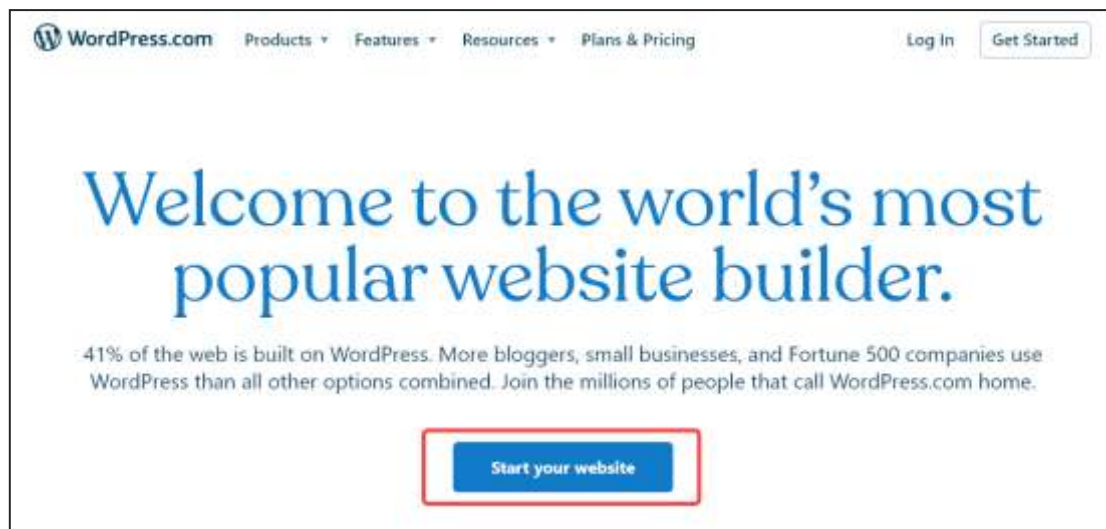 WordPress.com Products Features Resources Plans & Pricing Log In Get Started
Welcome to the world's most
popular website builder.
41% of the web is built on WordPress. More bloggers, small businesses, and Fortune 500 companies use
WordPress than all other options combined. Join the millions of people that call WordPress.com home.
Start your website